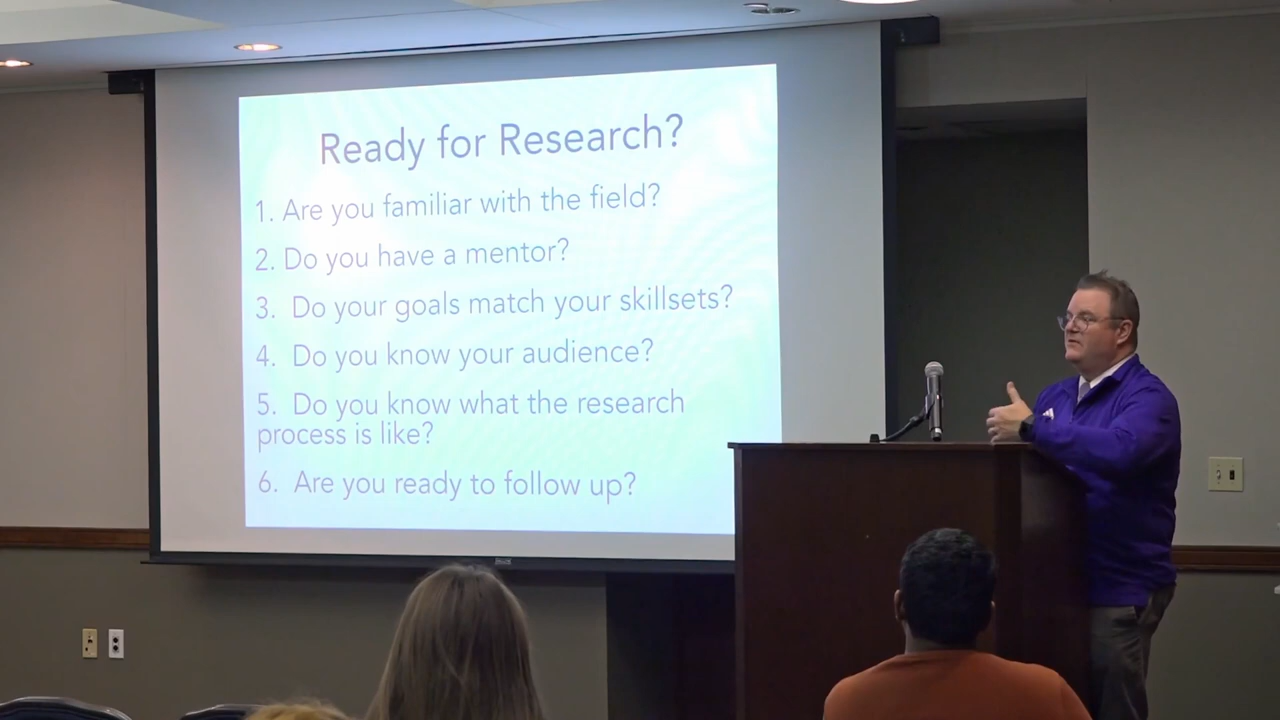 Ready for Research?
1. Are you familiar with the field?
2. Do you have a mentor?
3. Do your goals match your skillsets?
4. Do you know your audience?
5. Do you know what the research
process is like?
6. Are you ready to follow up?